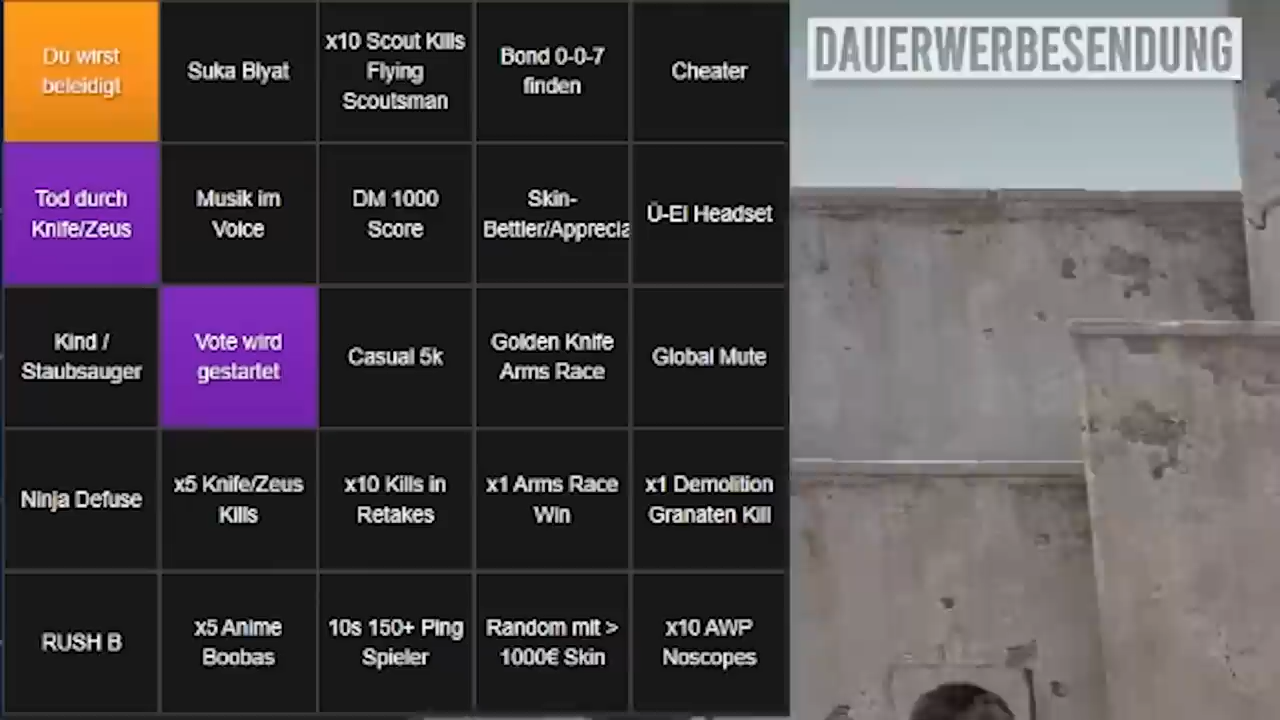 Du wirst
beleidigt
Suka Blyat
x10 Scout Kills
Flying
Scoutsman
Bond 0-0-7
finden
Cheater
DAUERWERBESENDUNG
Tod durch
Knife/Zeus
Musik im
Voice
DM 1000
Score
Skin-
Bettler/Apprecia
Ü-Ei Headset
Kind /
Staubsauger
Vote wird
gestartet
Casual 5k
Golden Knife
Arms Race
Global Mute
Ninja Defuse
x5 Knife/Zeus
Kills
x10 Kills in
Retakes
x1 Arms Race
Win
x1 Demolition
Granaten Kill
RUSH B
x5 Anime
Boobas
10s 150+ Ping
Spieler
Random mit >
1000€ Skin
x10 AWP
Noscopes